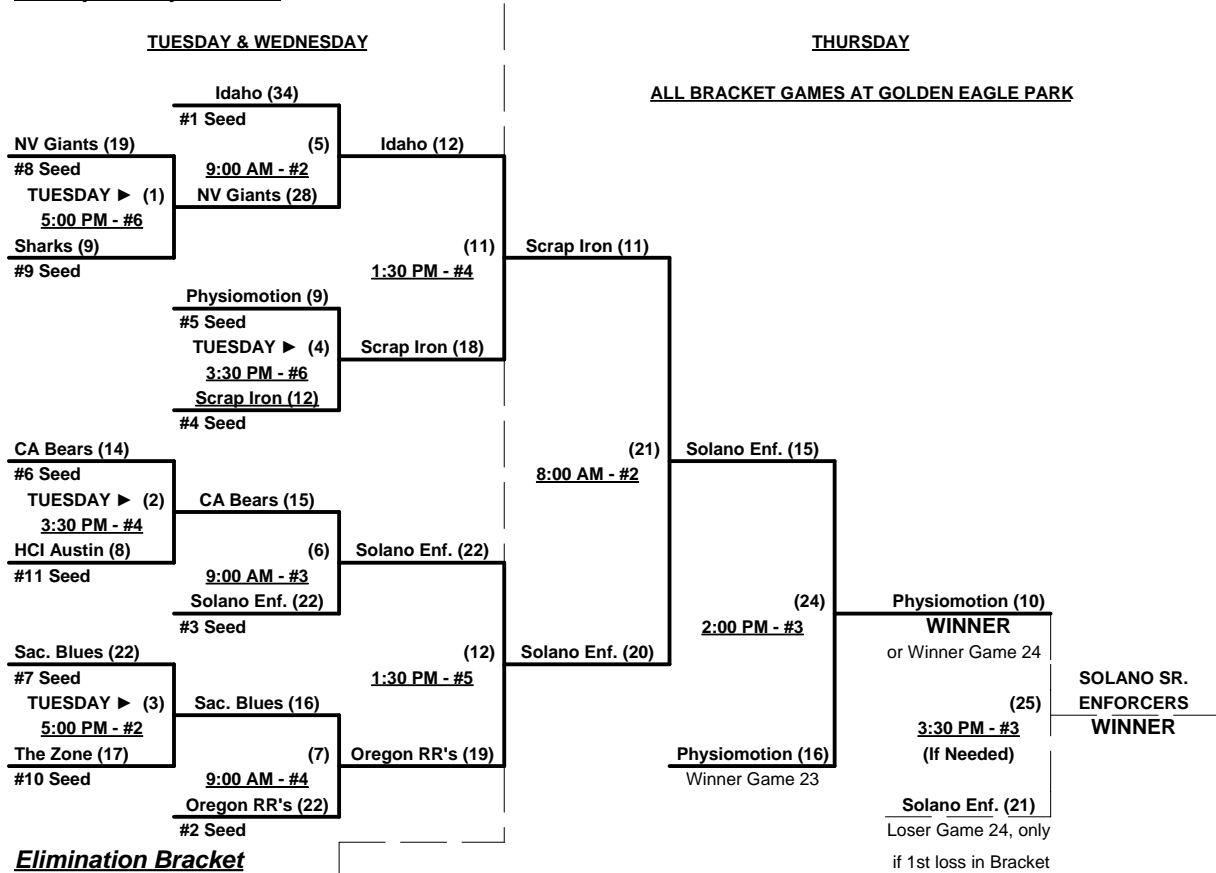 TUESDAY & WEDNESDAY
THURSDAY
ALL BRACKET GAMES AT GOLDEN EAGLE PARK
Idaho (34)
#1 Seed
NV Giants (19)
(5)
Idaho (12)
#8 Seed
9:00 AM - #2
TUESDAY ► (1)
NV Giants (28)
5:00 PM - #6
Sharks (9)
(11)
Scrap Iron (11)
#9 Seed
1:30 PM - #4
Physiomotion (9)
#5 Seed
TUESDAY ► (4)
Scrap Iron (18)
3:30 PM - #6
Scrap Iron (12)
#4 Seed
CA Bears (14)
(21)
Solano Enf. (15)
#6 Seed
8:00 AM - #2
TUESDAY ► (2)
CA Bears (15)
3:30 PM - #4
HCI Austin (8)
(6)
Solano Enf. (22)
#11 Seed
9:00 AM - #3
Solano Enf. (22)
(24)
Physiomotion (10)
#3 Seed
2:00 PM - #3
WINNER
or Winner Game 24
Sac. Blues (22)
(12)
Solano Enf. (20)
#7 Seed
1:30 PM - #5
SOLANO SR.
TUESDAY ► (3)
Sac. Blues (16)
(25)
ENFORCERS
5:00 PM - #2
3:30 PM - #3
WINNER
The Zone (17)
(7)
Oregon RR's (19)
Physiomotion (16)
(If Needed)
#10 Seed
9:00 AM - #4
Winner Game 23
Oregon RR's (22)
Solano Enf. (21)
#2 Seed
Loser Game 24, only
Elimination Bracket
if 1st loss in Bracket